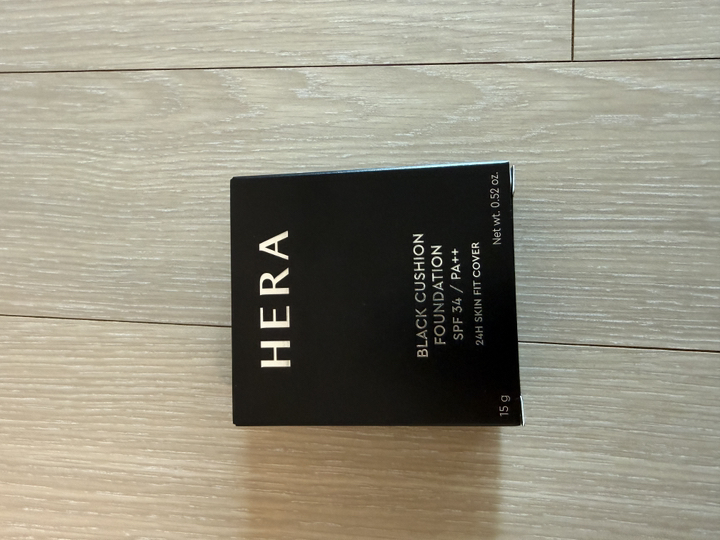 HERA
BLACK CUSHION
FOUNDATION
SPF 34 / PA++
24H SKIN FIT COVER
15 g
Net wt. 0.52 oz.